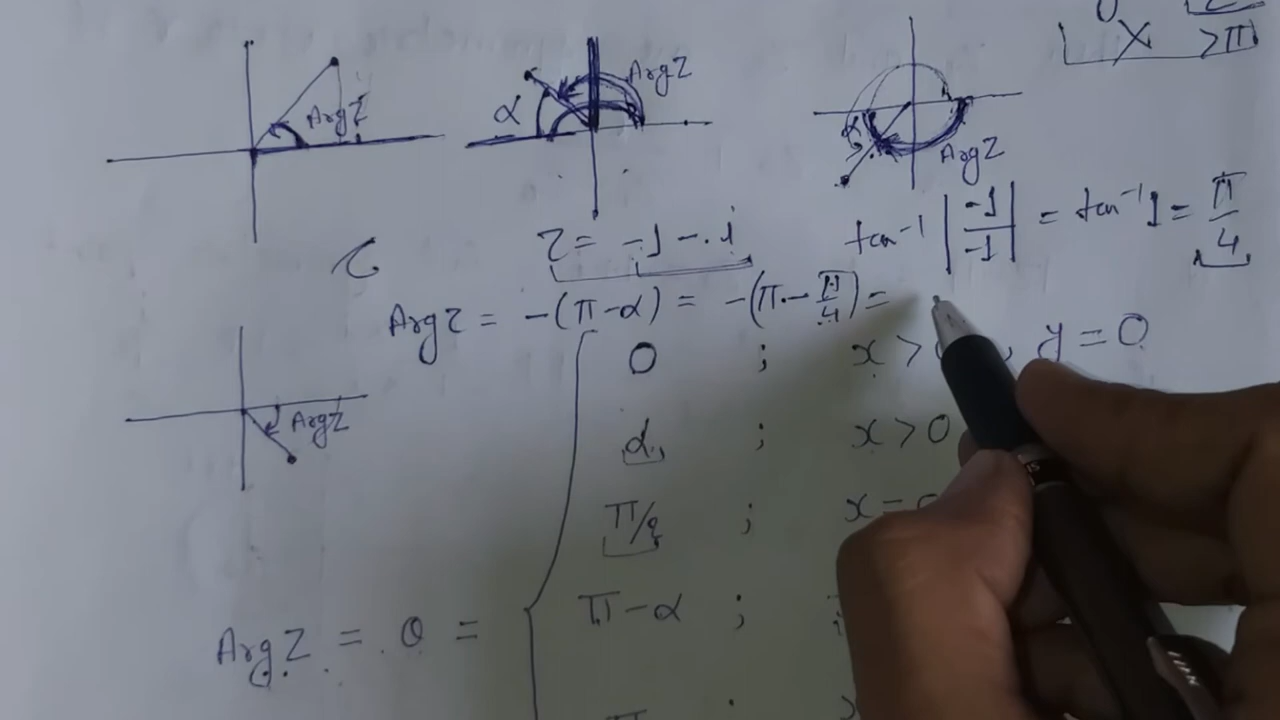 > π
Arg Z
α
Arg Z
α
Arg Z
z = -1 - i
tan⁻¹ |-1/-1| = tan⁻¹ 1 = π/4
Arg z = -(π-α) = -(π - π/4) =
0 ; x > 0, y = 0
Arg Z
α ; x > 0
π/2 ; x =
π-α ;
Arg Z = θ =
π ;